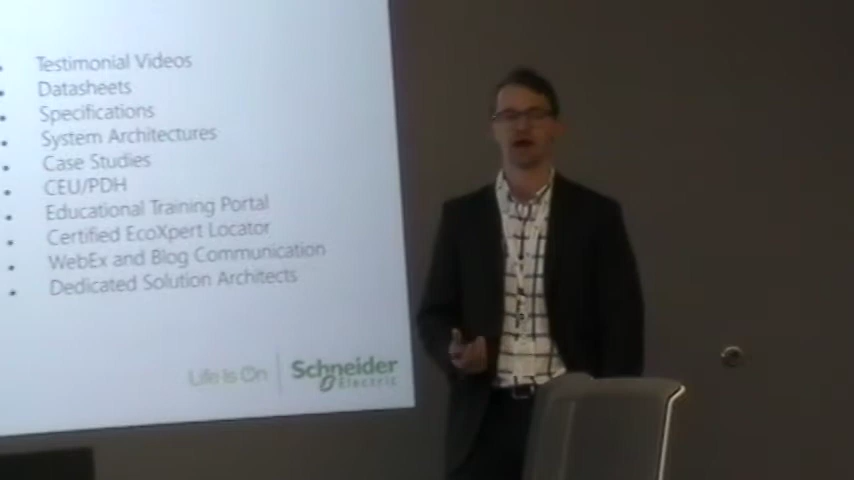 • Testimonial Videos
• Datasheets
• Specifications
• System Architectures
• Case Studies
• CEU/PDH
• Educational Training Portal
• Certified EcoXpert Locator
• WebEx and Blog Communication
• Dedicated Solution Architects
Life Is On | Schneider Electric